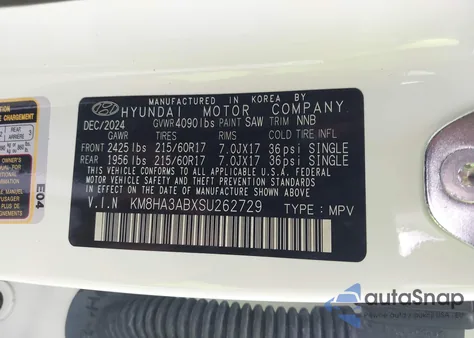 MANUFACTURED IN KOREA BY
HYUNDAI MOTOR COMPANY
DEC/2024 GVWR 4090lbs PAINT SAW TRIM NNB
GAWR TIRES RIMS COLD TIRE INFL
FRONT 2425lbs 215/60R17 7.0JX17 36psi SINGLE
REAR 1956lbs 215/60R17 7.0JX17 36psi SINGLE
THIS VEHICLE CONFORMS TO ALL APPLICABLE U.S.A. FEDERAL MOTOR VEHICLE
SAFETY, BUMPER, AND THEFT PREVENTION STANDARDS IN EFFECT ON THE DATE
OF MANUFACTURE SHOWN ABOVE.
V.I.N KM8HA3ABXSU262729 TYPE: MPV
REAR
OWNER'S
E04
autoSnap